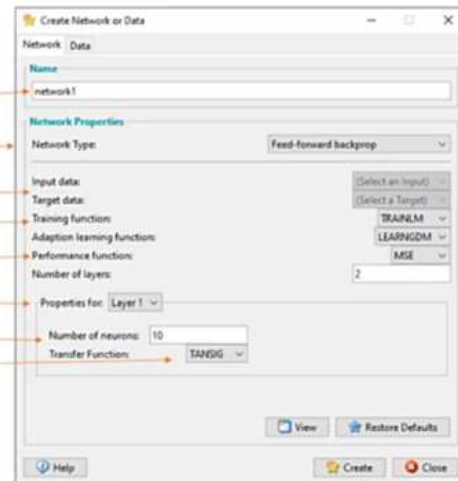 Create Network or Data
Network Data
Name
network1
Network Properties
Network Type: Feed-forward backprop
Input data: (Select an Input)
Target data: (Select a Target)
Training function: TRAINLM
Adaption learning function: LEARNGDM
Performance function: MSE
Number of layers: 2
Properties for: Layer 1
Number of neurons: 10
Transfer Function: TANSIG
View Restore Defaults
Help Create Close